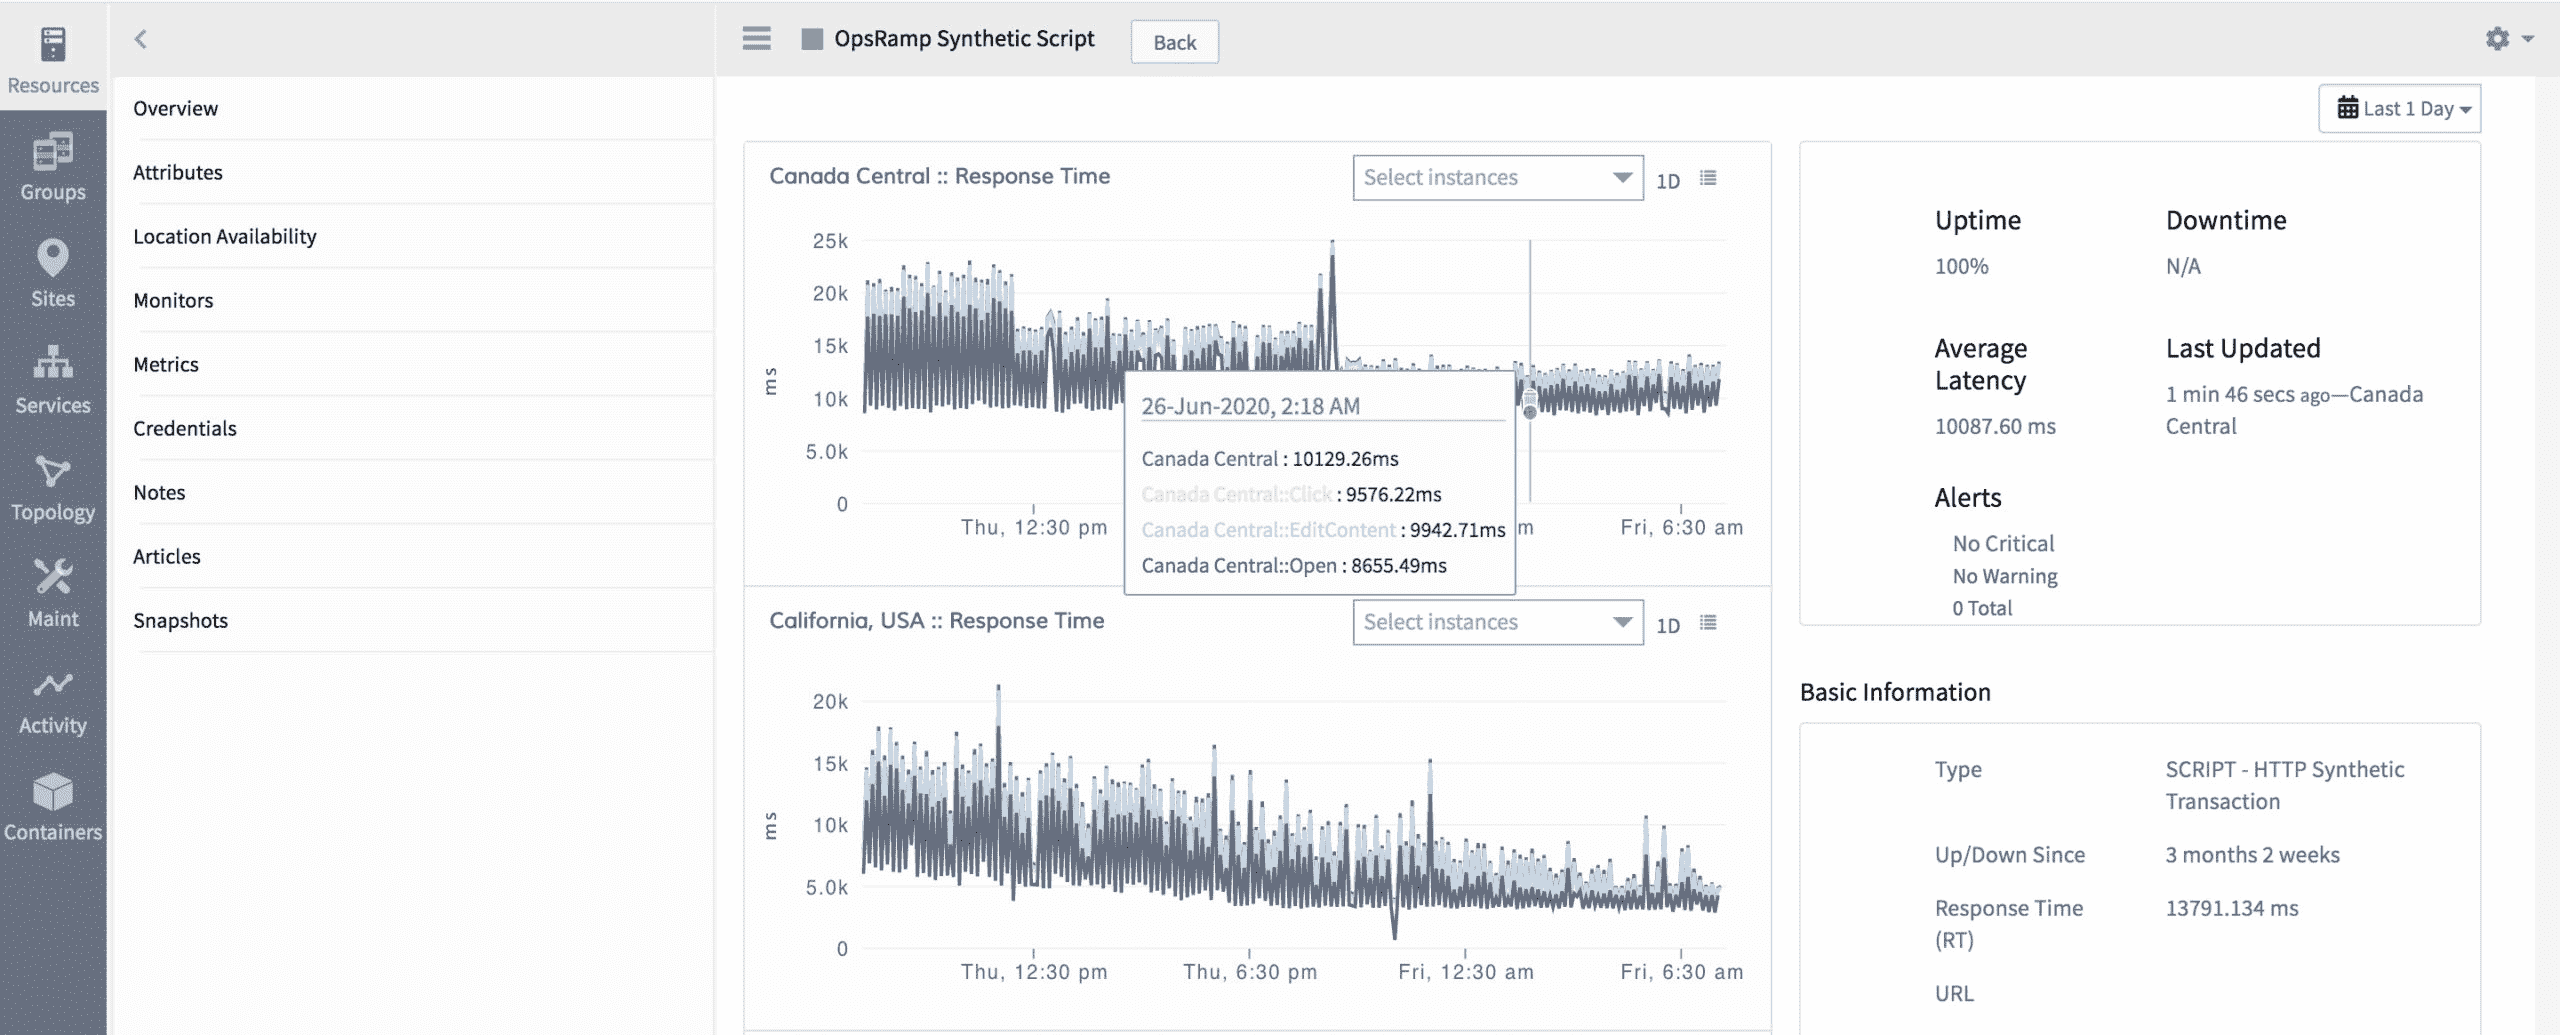 Resources
Groups
Sites
Services
Topology
Maint
Activity
Containers
Overview
Attributes
Location Availability
Monitors
Metrics
Credentials
Notes
Articles
Snapshots
OpsRamp Synthetic Script
Back
Last 1 Day
Canada Central :: Response Time
Select instances
1D
25k
20k
15k
10k
5.0k
0
ms
Thu, 12:30 pm
m
Fri, 6:30 am
26-Jun-2020, 2:18 AM
Canada Central : 10129.26ms
Canada Central::Click : 9576.22ms
Canada Central::EditContent : 9942.71ms
Canada Central::Open : 8655.49ms
California, USA :: Response Time
Select instances
1D
20k
15k
10k
5.0k
0
ms
Thu, 12:30 pm
Thu, 6:30 pm
Fri, 12:30 am
Fri, 6:30 am
Uptime
100%
Downtime
N/A
Average
Latency
10087.60 ms
Last Updated
1 min 46 secs ago—Canada
Central
Alerts
No Critical
No Warning
0 Total
Basic Information
Type
SCRIPT - HTTP Synthetic
Transaction
Up/Down Since
3 months 2 weeks
Response Time
(RT)
13791.134 ms
URL